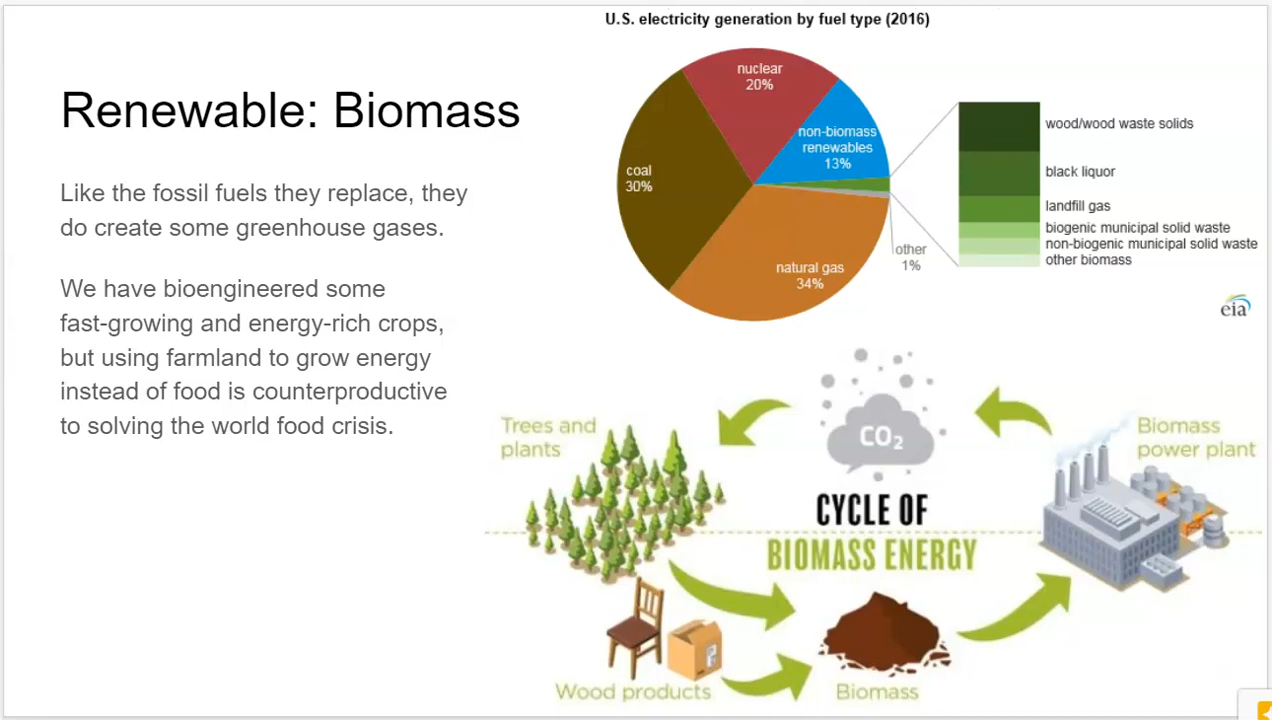 Renewable: Biomass
Like the fossil fuels they replace, they
do create some greenhouse gases.
We have bioengineered some
fast-growing and energy-rich crops,
but using farmland to grow energy
instead of food is counterproductive
to solving the world food crisis.
U.S. electricity generation by fuel type (2016)
nuclear
20%
non-biomass
renewables
13%
coal
30%
natural gas
34%
other
1%
wood/wood waste solids
black liquor
landfill gas
biogenic municipal solid waste
non-biogenic municipal solid waste
other biomass
eia
CO₂
Trees and
plants
Biomass
power plant
CYCLE OF
BIOMASS ENERGY
Wood products
Biomass